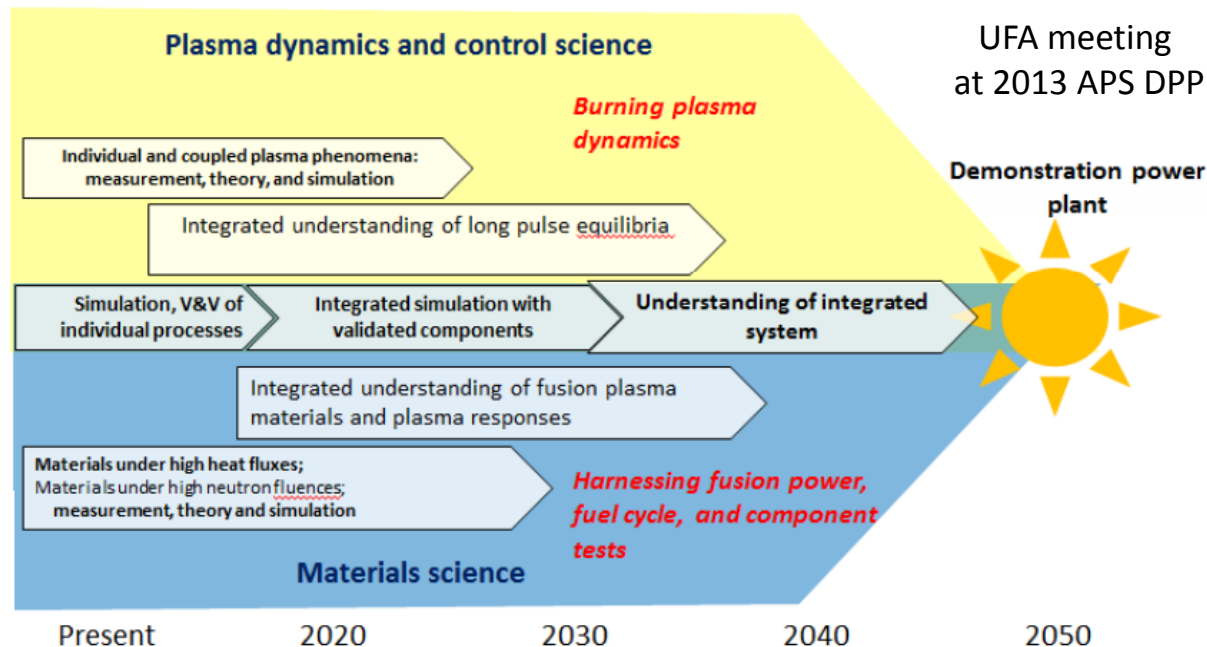 Plasma dynamics and control science
UFA meeting
at 2013 APS DPP
Burning plasma
dynamics
Individual and coupled plasma phenomena:
measurement, theory, and simulation
Demonstration power
plant
Integrated understanding of long pulse equilibria
Simulation, V&V of
individual processes
Integrated simulation with
validated components
Understanding of integrated
system
Integrated understanding of fusion plasma
materials and plasma responses
Materials under high heat fluxes;
Materials under high neutron fluences;
measurement, theory and simulation
Harnessing fusion power,
fuel cycle, and component
tests
Materials science
Present 2020 2030 2040 2050